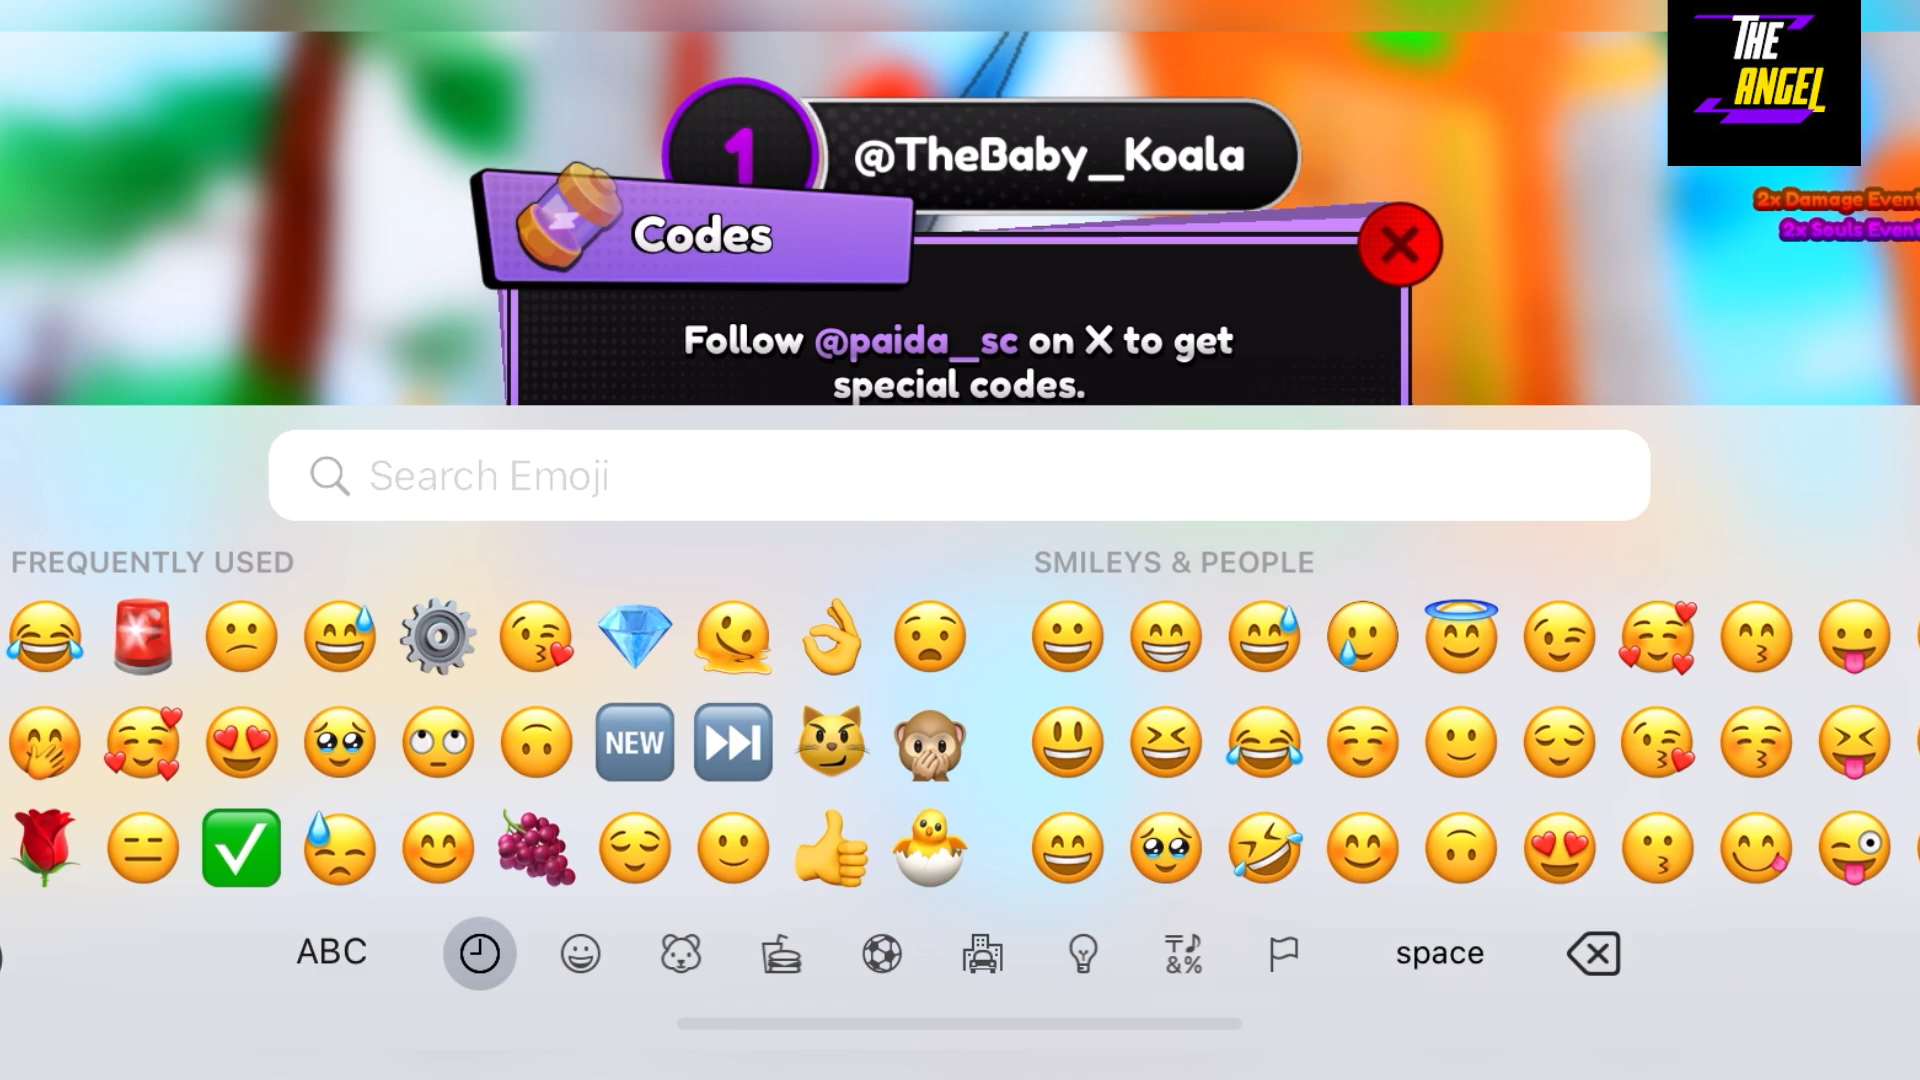 THE
ANGEL
1
@TheBaby_Koala
2x Damage Event
2x Souls Event
Codes
Follow @paida_sc on X to get
special codes.
Search Emoji
FREQUENTLY USED
SMILEYS & PEOPLE
NEW
ABC
&%
space